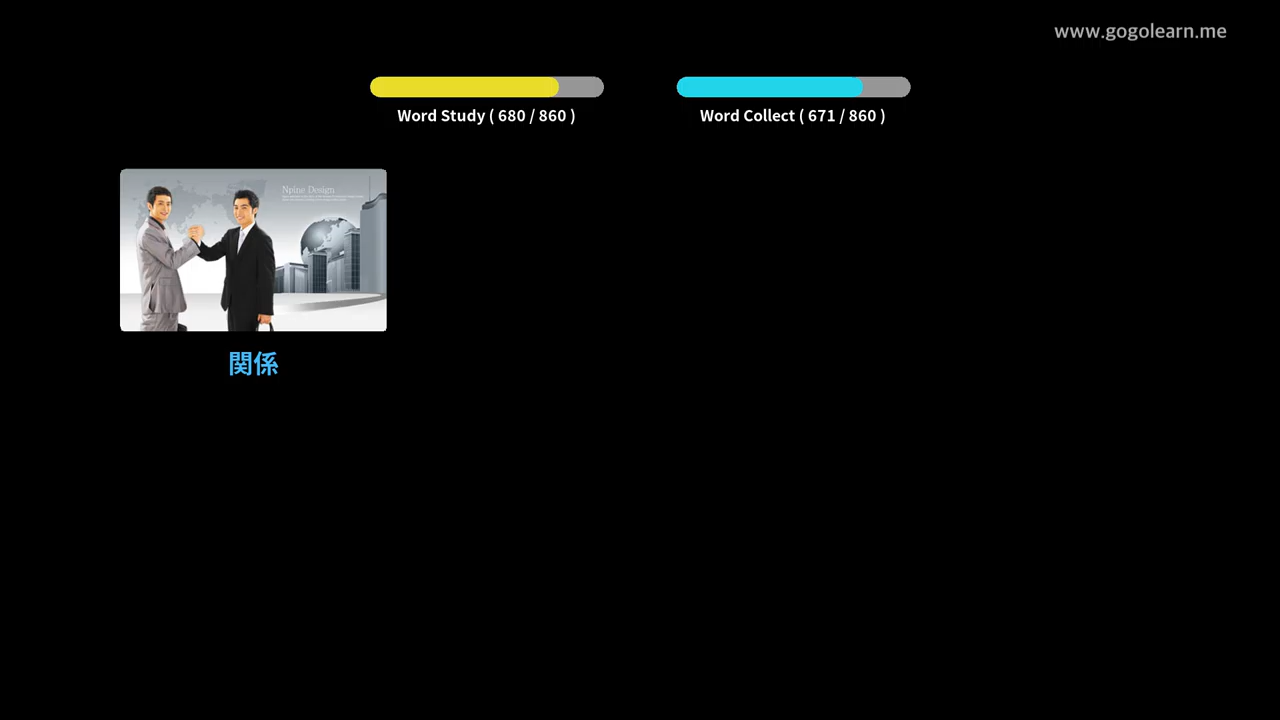 www.gogolearn.me
Word Study ( 680 / 860 )
Word Collect ( 671 / 860 )
Npine Design
関係